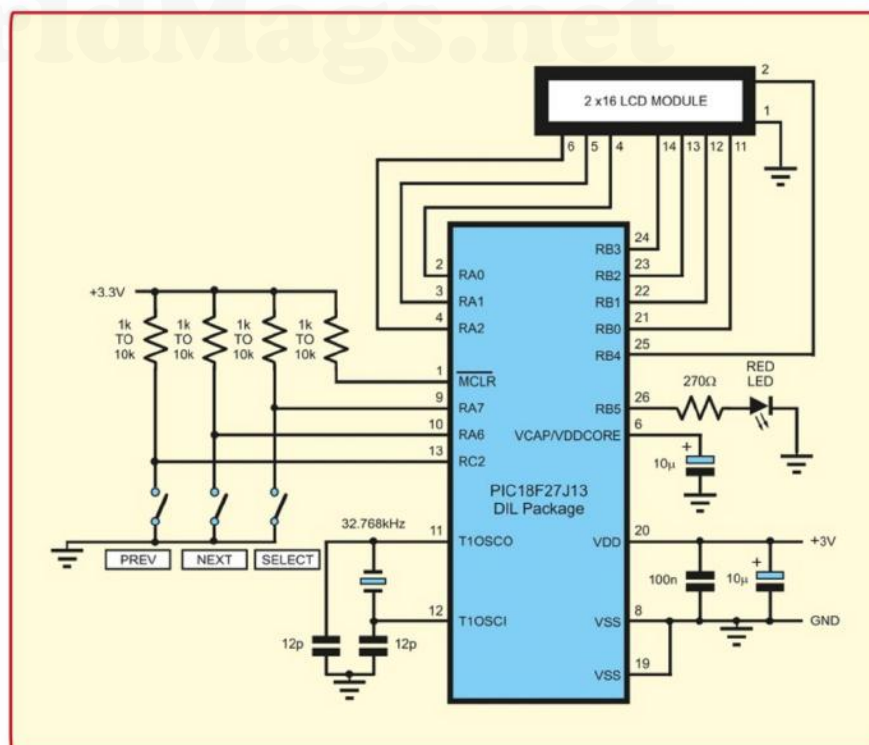 rldMags.net
2 x16 LCD MODULE
2
1
6
5
4
14
13
12
11
+3.3V
1k
TO
10k
1k
TO
10k
1k
TO
10k
1k
TO
10k
2
RA0
3
RA1
4
RA2
1
MCLR
9
RA7
10
RA6
13
RC2
11
T1OSCO
12
T1OSCI
24
RB3
23
RB2
22
RB1
21
RB0
25
RB4
26
RB5
6
VCAP/VDDCORE
PIC18F27J13
DIL Package
20
VDD
8
VSS
19
VSS
270Ω
RED
LED
+
10µ
+3V
100n
+
10µ
GND
PREV
NEXT
SELECT
32.768kHz
12p
12p